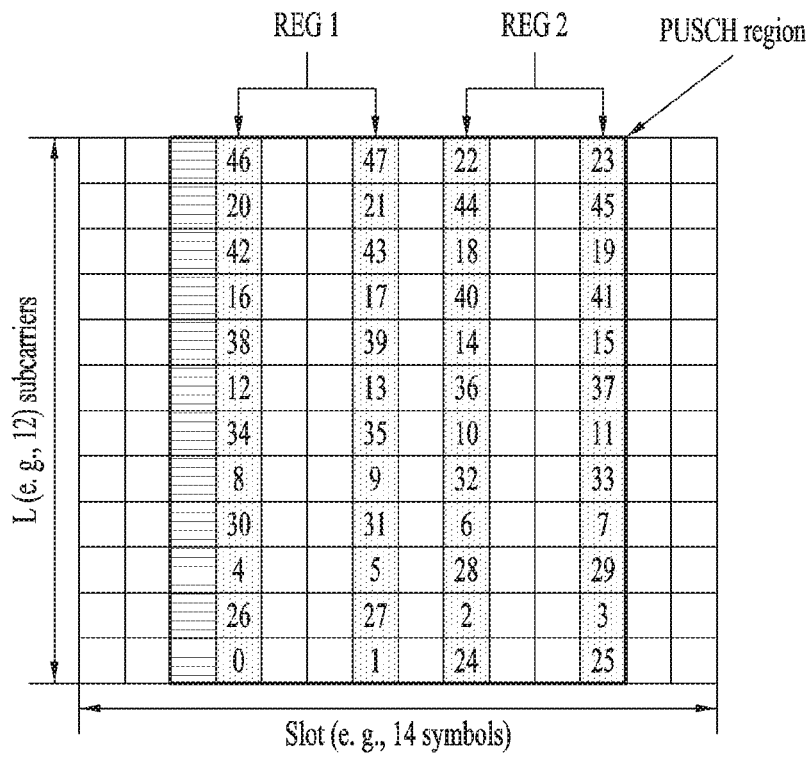 REG 1 REG 2 PUSCH region
46 47 22 23
20 21 44 45
42 43 18 19
16 17 40 41
38 39 14 15
12 13 36 37
34 35 10 11
8 9 32 33
30 31 6 7
4 5 28 29
26 27 2 3
0 1 24 25
L (e. g., 12) subcarriers
Slot (e. g., 14 symbols)